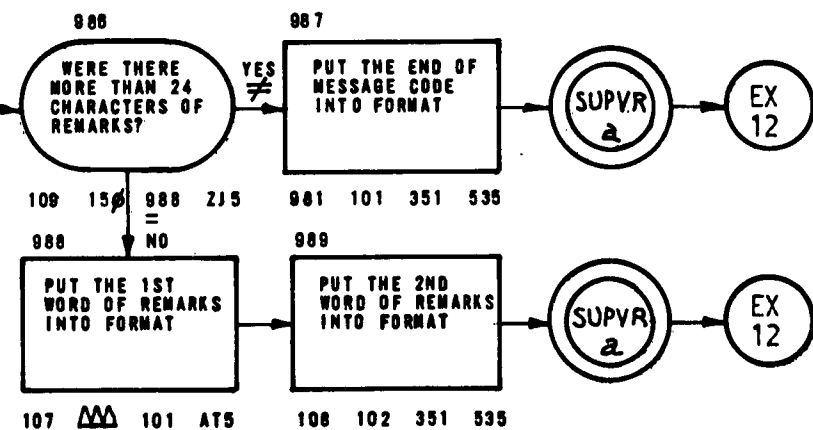 986
987
WERE THERE
MORE THAN 24
CHARACTERS OF
REMARKS?
YES
≠
PUT THE END OF
MESSAGE CODE
INTO FORMAT
SUPVR
a
EX
12
109 15ø 988 ZJ5
981 101 351 535
=
NO
988
989
PUT THE 1ST
WORD OF REMARKS
INTO FORMAT
PUT THE 2ND
WORD OF REMARKS
INTO FORMAT
SUPVR
a
EX
12
107 ΔΔΔ 101 AT5
108 102 351 535